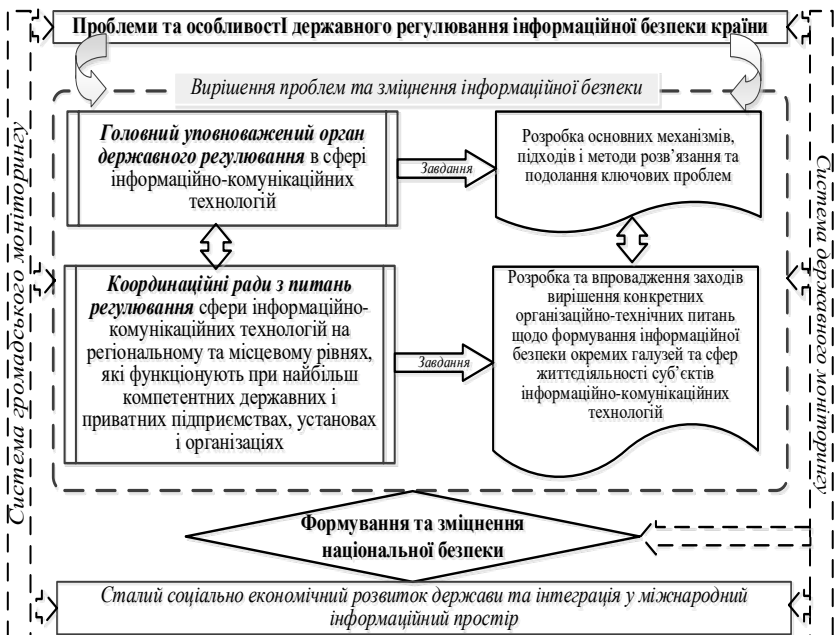 Проблеми та особливостІ державного регулювання інформаційної безпеки країни
Вирішення проблем та зміцнення інформаційної безпеки
Головний уповноважений орган
державного регулювання в сфері
інформаційно-комунікаційних
технологій
Завдання
Розробка основних механізмів,
підходів і методи розв’язання та
подолання ключових проблем
Координаційні ради з питань
регулювання сфери інформаційно-
комунікаційних технологій на
регіональному та місцевому рівнях,
які функціонують при найбільш
компетентних державних і
приватних підприємствах, установах
і організаціях
Завдання
Розробка та впровадження заходів
вирішення конкретних
організаційно-технічних питань
щодо формування інформаційної
безпеки окремих галузей та сфер
життєдіяльності суб’єктів
інформаційно-комунікаційних
технологій
Система громадського моніторингу
Система державного моніторингу
Формування та зміцнення
національної безпеки
Сталий соціально економічний розвиток держави та інтеграція у міжнародний
інформаційний простір